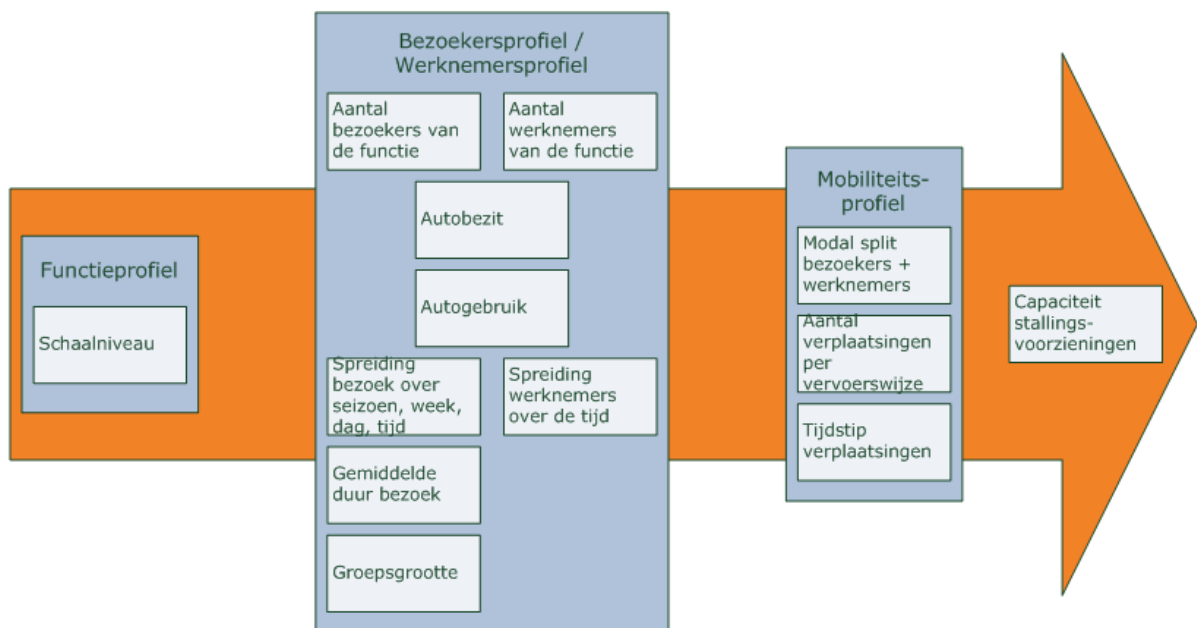 Functieprofiel
Schaalniveau
Bezoekersprofiel /
Werknemersprofiel
Aantal
bezoekers van
de functie
Aantal
werknemers
van de functie
Autobezit
Autogebruik
Spreiding
bezoek over
seizoen, week,
dag, tijd
Spreiding
werknemers
over de tijd
Gemiddelde
duur bezoek
Groepsgrootte
Mobiliteits-
profiel
Modal split
bezoekers +
werknemers
Aantal
verplaatsingen
per
vervoerswijze
Tijdstip
verplaatsingen
Capaciteit
stallings-
voorzieningen